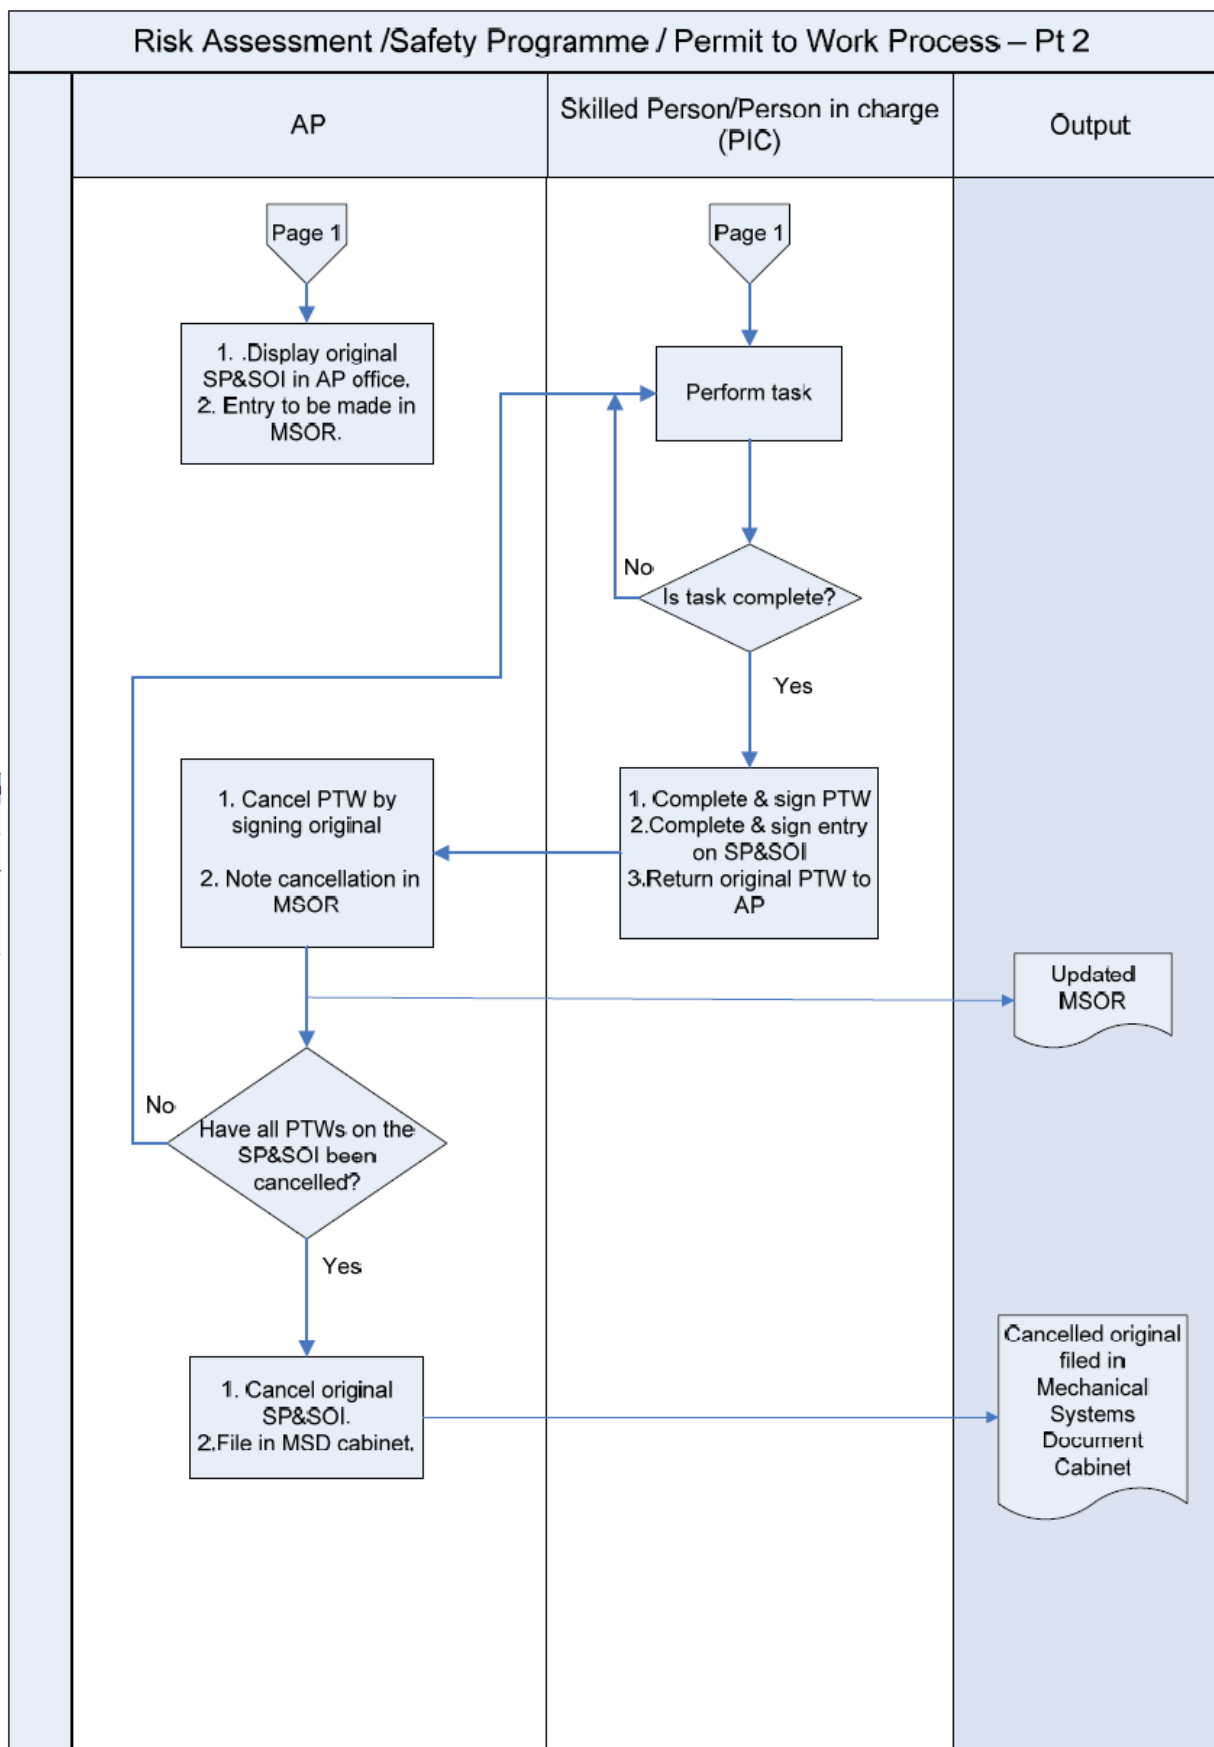 Risk Assessment /Safety Programme / Permit to Work Process – Pt 2
AP
Skilled Person/Person in charge
(PIC)
Output
Page 1
Page 1
1. .Display original
SP&SOI in AP office.
2. Entry to be made in
MSOR.
Perform task
No
Is task complete?
Yes
1. Cancel PTW by
signing original
2. Note cancellation in
MSOR
1. Complete & sign PTW
2.Complete & sign entry
on SP&SOI
3.Return original PTW to
AP
Updated
MSOR
No
Have all PTWs on the
SP&SOI been
cancelled?
Yes
1. Cancel original
SP&SOI.
2.File in MSD cabinet.
Cancelled original
filed in
Mechanical
Systems
Document
Cabinet